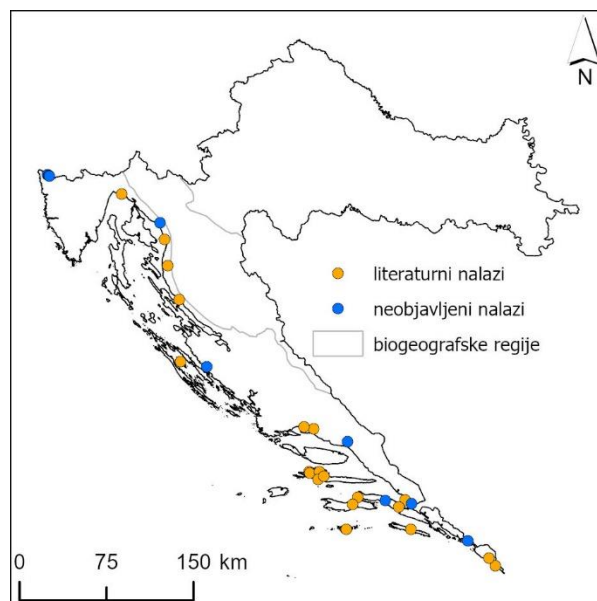 N
literaturni nalazi
neobjavljeni nalazi
biogeografske regije
0 75 150 km